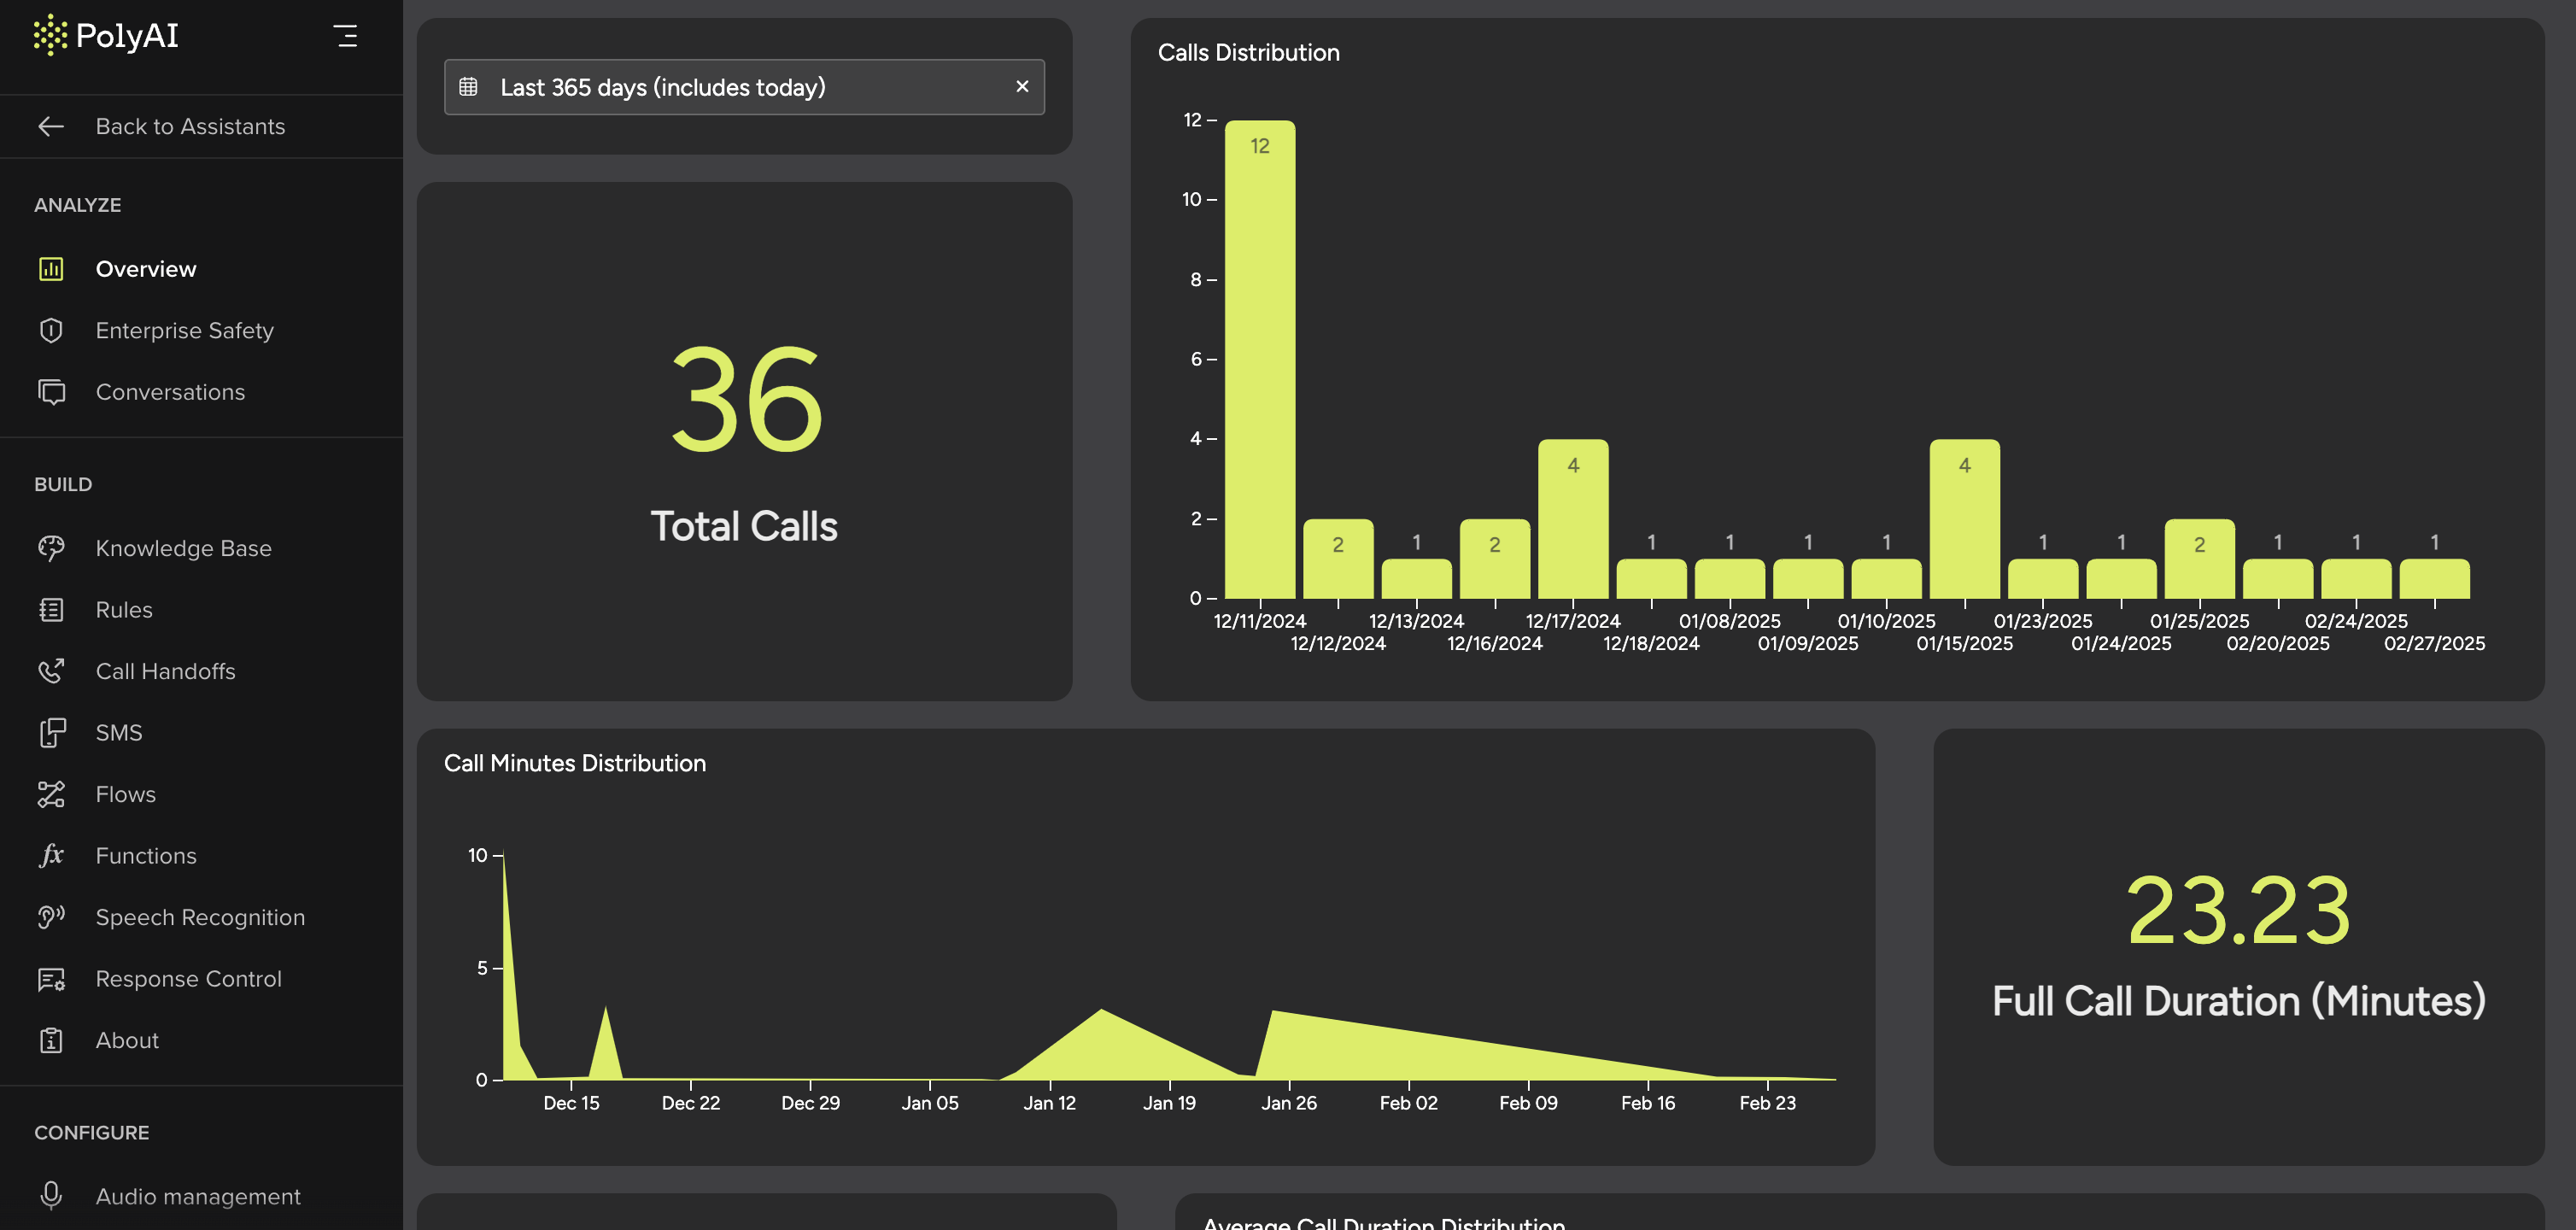 PolyAI
Back to Assistants
ANALYZE
Overview
Enterprise Safety
Conversations
BUILD
Knowledge Base
Rules
Call Handoffs
SMS
Flows
fx Functions
Speech Recognition
Response Control
About
CONFIGURE
Audio management
Last 365 days (includes today)
36
Total Calls
Calls Distribution
12
10
8
6
4
2
0
12 2 1 2 4 1 1 1 1 4 1 1 2 1 1 1
12/11/2024 12/13/2024 12/17/2024 01/08/2025 01/10/2025 01/23/2025 01/25/2025 02/24/2025
12/12/2024 12/16/2024 12/18/2024 01/09/2025 01/15/2025 01/24/2025 02/20/2025 02/27/2025
Call Minutes Distribution
10
5
0
Dec 15 Dec 22 Dec 29 Jan 05 Jan 12 Jan 19 Jan 26 Feb 02 Feb 09 Feb 16 Feb 23
23.23
Full Call Duration (Minutes)
Average Call Duration Distribution